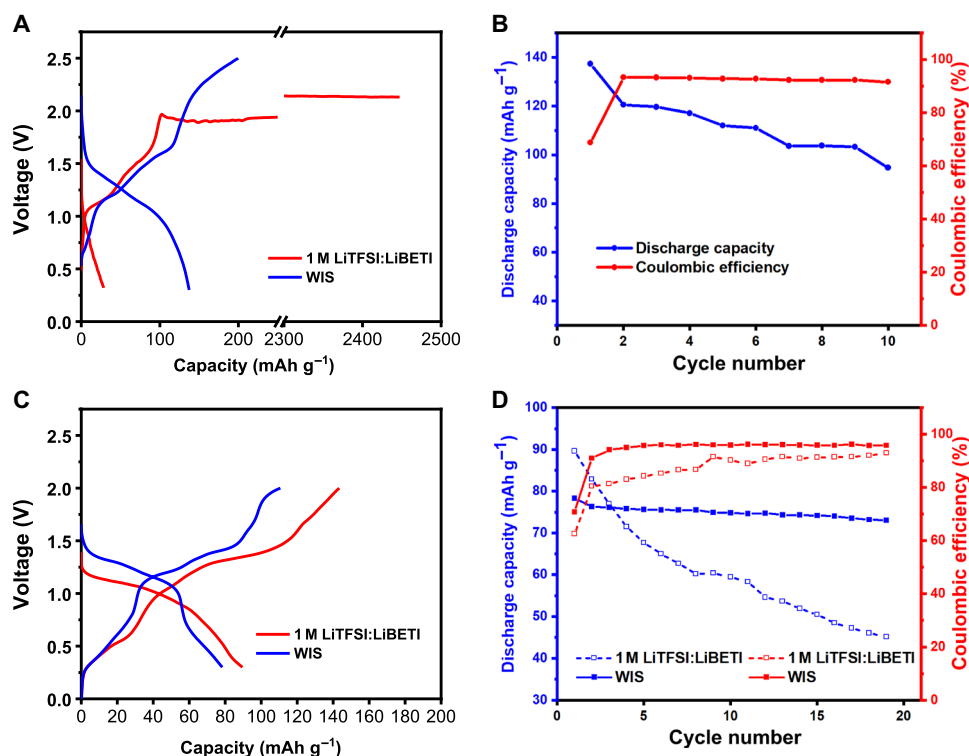 A
Voltage (V)
2.5
2.0
1.5
1.0
0.5
0.0
1 M LiTFSI:LiBETI
WIS
0 100 200 2300 2400 2500
Capacity (mAh g⁻¹)
B
Discharge capacity (mAh g⁻¹)
140
120
100
80
60
40
Discharge capacity
Coulombic efficiency
100
80
60
40
20
0
Coulombic efficiency (%)
0 2 4 6 8 10
Cycle number
C
Voltage (V)
2.5
2.0
1.5
1.0
0.5
0.0
1 M LiTFSI:LiBETI
WIS
0 20 40 60 80 100 120 140 160 180 200
Capacity (mAh g⁻¹)
D
Discharge capacity (mAh g⁻¹)
100
90
80
70
60
50
40
30
1 M LiTFSI:LiBETI 1 M LiTFSI:LiBETI
WIS WIS
100
80
60
40
20
0
Coulombic efficiency (%)
0 5 10 15 20
Cycle number